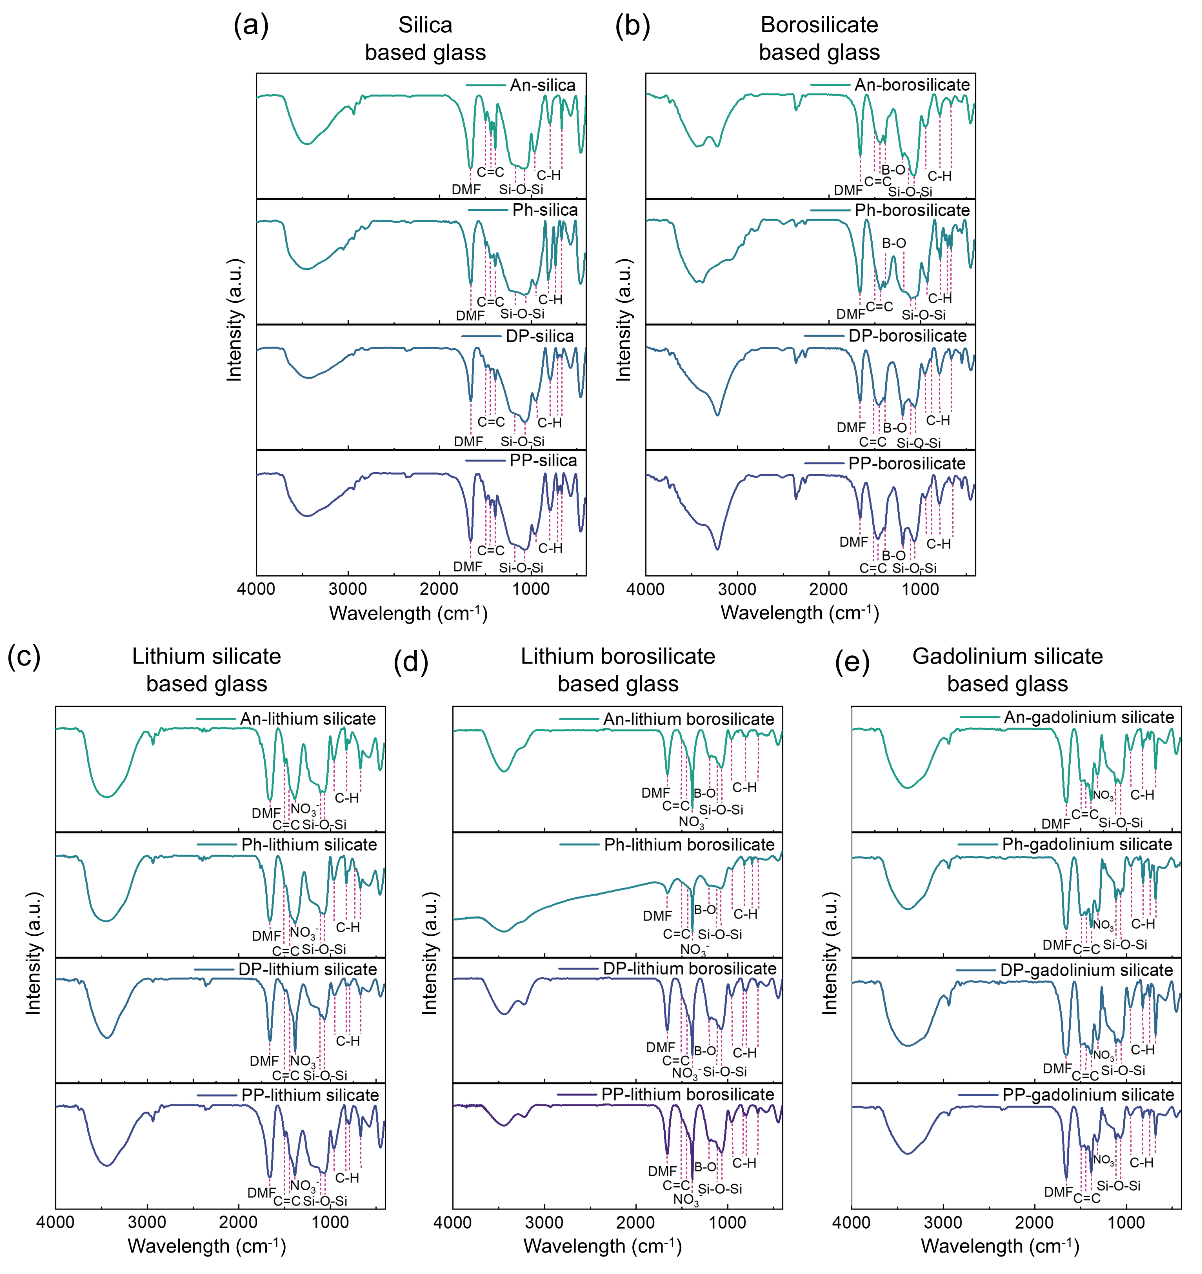 (a) Silica
based glass
Intensity (a.u.)
An-silica
DMF C=C Si-O-Si C-H
Ph-silica
DMF C=C Si-O-Si C-H
DP-silica
DMF C=C Si-O-Si C-H
PP-silica
DMF C=C Si-O-Si C-H
4000 3000 2000 1000
Wavelength (cm⁻¹)
(b) Borosilicate
based glass
Intensity (a.u.)
An-borosilicate
DMF C=C B-O Si-O-Si C-H
Ph-borosilicate
B-O
DMF C=C Si-O-Si C-H
DP-borosilicate
DMF C=C B-O Si-O-Si C-H
PP-borosilicate
DMF C=C B-O Si-O-Si C-H
4000 3000 2000 1000
Wavelength (cm⁻¹)
(c) Lithium silicate
based glass
Intensity (a.u.)
An-lithium silicate
DMF C=C NO₃⁻ Si-O-Si C-H
Ph-lithium silicate
DMF C=C NO₃⁻ Si-O-Si C-H
DP-lithium silicate
DMF C=C NO₃⁻ Si-O-Si C-H
PP-lithium silicate
DMF C=C NO₃⁻ Si-O-Si C-H
4000 3000 2000 1000
Wavelength (cm⁻¹)
(d) Lithium borosilicate
based glass
Intensity (a.u.)
An-lithium borosilicate
DMF C=C NO₃⁻ B-O Si-O-Si C-H
Ph-lithium borosilicate
DMF C=C NO₃⁻ B-O Si-O-Si C-H
DP-lithium borosilicate
DMF C=C NO₃⁻ B-O Si-O-Si C-H
PP-lithium borosilicate
DMF C=C NO₃⁻ B-O Si-O-Si C-H
4000 3000 2000 1000
Wavelength (cm⁻¹)
(e) Gadolinium silicate
based glass
Intensity (a.u.)
An-gadolinium silicate
DMF C=C NO₃⁻ Si-O-Si C-H
Ph-gadolinium silicate
DMF C=C NO₃⁻ Si-O-Si C-H
DP-gadolinium silicate
DMF C=C NO₃⁻ Si-O-Si C-H
PP-gadolinium silicate
DMF C=C NO₃⁻ Si-O-Si C-H
4000 3000 2000 1000
Wavelength (cm⁻¹)